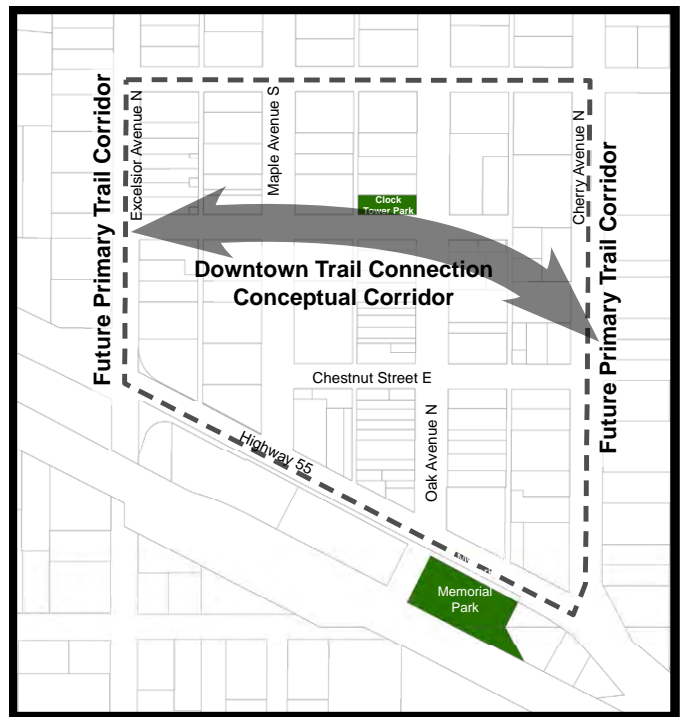 Future Primary Trail Corridor
Excelsior Avenue N
Maple Avenue S
Cherry Avenue N
Clock
Tower Park
Future Primary Trail Corridor
Downtown Trail Connection
Conceptual Corridor
Chestnut Street E
Oak Avenue N
Highway 55
Memorial
Park